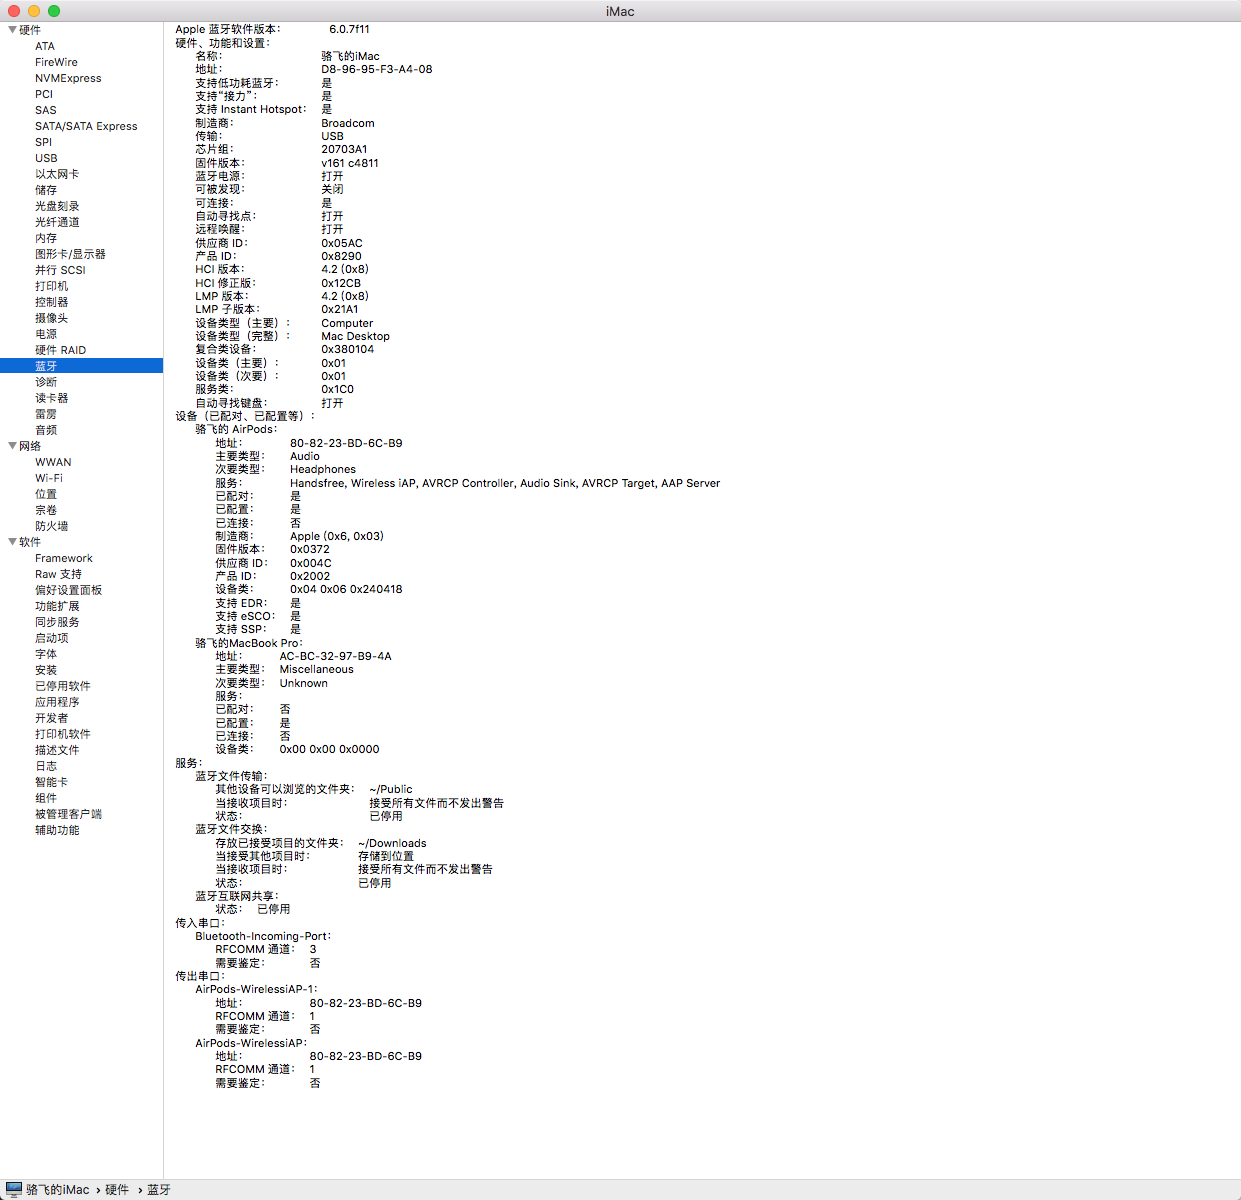 iMac
硬件
ATA
FireWire
NVMExpress
PCI
SAS
SATA/SATA Express
SPI
USB
以太网卡
储存
光盘刻录
光纤通道
内存
图形卡/显示器
并行 SCSI
打印机
控制器
摄像头
电源
硬件 RAID
蓝牙
诊断
读卡器
雷雳
音频
网络
WWAN
Wi-Fi
位置
宗卷
防火墙
软件
Framework
Raw 支持
偏好设置面板
功能扩展
同步服务
启动项
字体
安装
已停用软件
应用程序
开发者
打印机软件
描述文件
日志
智能卡
组件
被管理客户端
辅助功能
Apple 蓝牙软件版本： 6.0.7f11
硬件、功能和设置：
名称： 骆飞的iMac
地址： D8-96-95-F3-A4-08
支持低功耗蓝牙： 是
支持“接力”： 是
支持 Instant Hotspot： 是
制造商： Broadcom
传输： USB
芯片组： 20703A1
固件版本： v161 c4811
蓝牙电源： 打开
可被发现： 关闭
可连接： 是
自动寻找点： 打开
远程唤醒： 打开
供应商 ID： 0x05AC
产品 ID： 0x8290
HCI 版本： 4.2 (0x8)
HCI 修正版： 0x12CB
LMP 版本： 4.2 (0x8)
LMP 子版本： 0x21A1
设备类型（主要）： Computer
设备类型（完整）： Mac Desktop
复合类设备： 0x380104
设备类（主要）： 0x01
设备类（次要）： 0x01
服务类： 0x1C0
自动寻找键盘： 打开
设备（已配对、已配置等）：
骆飞的 AirPods：
地址： 80-82-23-BD-6C-B9
主要类型： Audio
次要类型： Headphones
服务： Handsfree, Wireless iAP, AVRCP Controller, Audio Sink, AVRCP Target, AAP Server
已配对： 是
已配置： 是
已连接： 否
制造商： Apple (0x6, 0x03)
固件版本： 0x0372
供应商 ID： 0x004C
产品 ID： 0x2002
设备类： 0x04 0x06 0x240418
支持 EDR： 是
支持 eSCO： 是
支持 SSP： 是
骆飞的MacBook Pro：
地址： AC-BC-32-97-B9-4A
主要类型： Miscellaneous
次要类型： Unknown
服务：
已配对： 否
已配置： 是
已连接： 否
设备类： 0x00 0x00 0x0000
服务：
蓝牙文件传输：
其他设备可以浏览的文件夹： ~/Public
当接收项目时： 接受所有文件而不发出警告
状态： 已停用
蓝牙文件交换：
存放已接受项目的文件夹： ~/Downloads
当接受其他项目时： 存储到位置
当接收项目时： 接受所有文件而不发出警告
状态： 已停用
蓝牙互联网共享：
状态： 已停用
传入串口：
Bluetooth-Incoming-Port：
RFCOMM 通道： 3
需要鉴定： 否
传出串口：
AirPods-WirelessiAP-1：
地址： 80-82-23-BD-6C-B9
RFCOMM 通道： 1
需要鉴定： 否
AirPods-WirelessiAP：
地址： 80-82-23-BD-6C-B9
RFCOMM 通道： 1
需要鉴定： 否
骆飞的iMac › 硬件 › 蓝牙